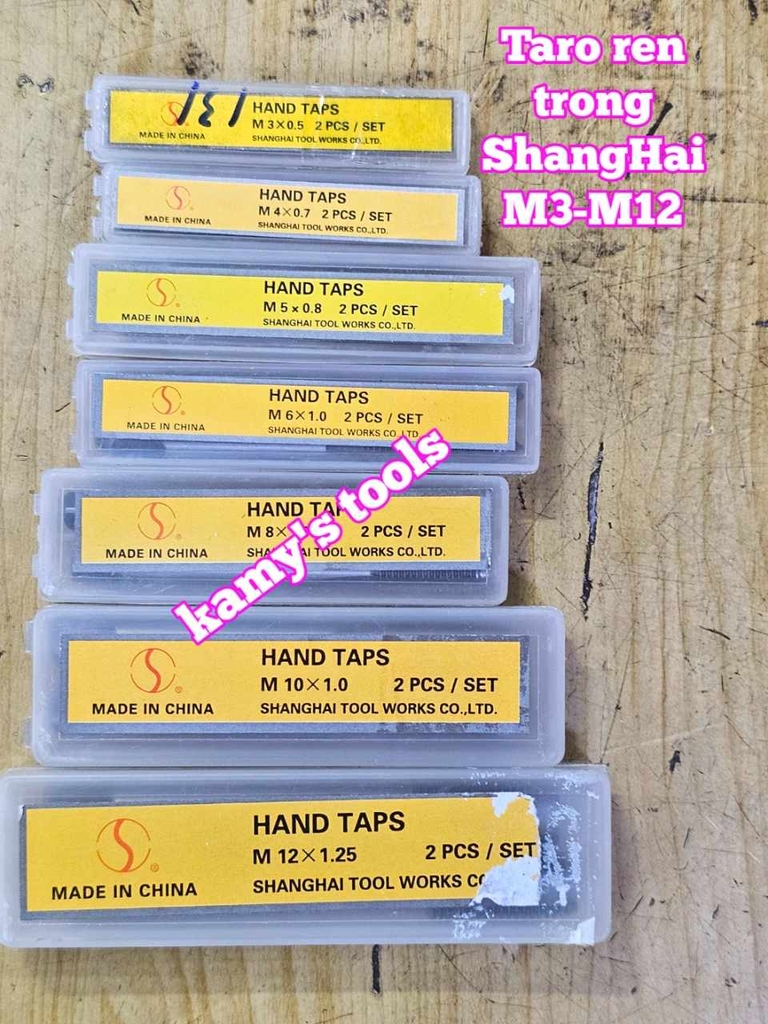 Taro ren
trong
ShangHai
M3-M12
HAND TAPS
M 3×0.5 2 PCS / SET
MADE IN CHINA
SHANGHAI TOOL WORKS CO.,LTD.
HAND TAPS
M 4×0.7 2 PCS / SET
MADE IN CHINA
SHANGHAI TOOL WORKS CO.,LTD.
HAND TAPS
M 5×0.8 2 PCS / SET
MADE IN CHINA
SHANGHAI TOOL WORKS CO.,LTD.
HAND TAPS
M 6×1.0 2 PCS / SET
MADE IN CHINA
SHANGHAI TOOL WORKS CO.,LTD.
kamy's tools
HAND TAPS
M 8× 2 PCS / SET
MADE IN CHINA
SHANGHAI TOOL WORKS CO.,LTD.
HAND TAPS
M 10×1.0 2 PCS / SET
MADE IN CHINA
SHANGHAI TOOL WORKS CO.,LTD.
HAND TAPS
M 12×1.25 2 PCS / SET
MADE IN CHINA
SHANGHAI TOOL WORKS